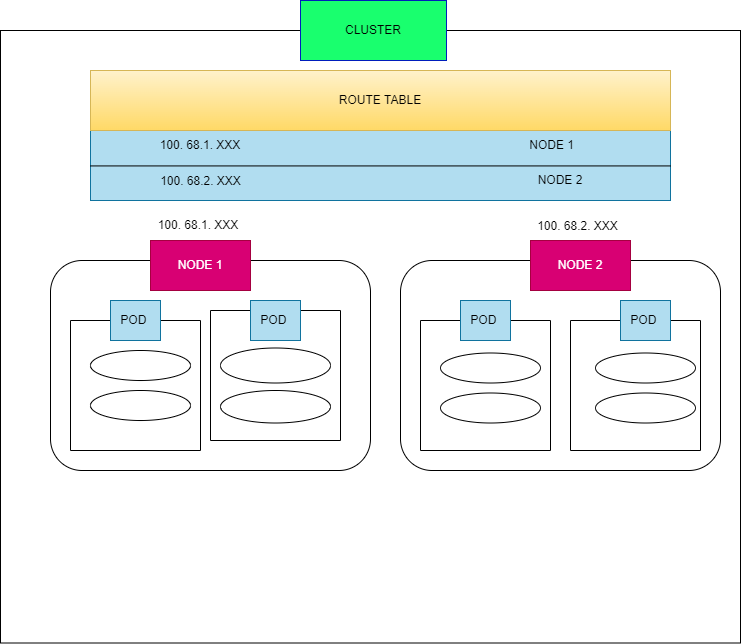 CLUSTER
ROUTE TABLE
100. 68.1. XXX NODE 1
100. 68.2. XXX NODE 2
100. 68.1. XXX 100. 68.2. XXX
NODE 1 NODE 2
POD POD POD POD